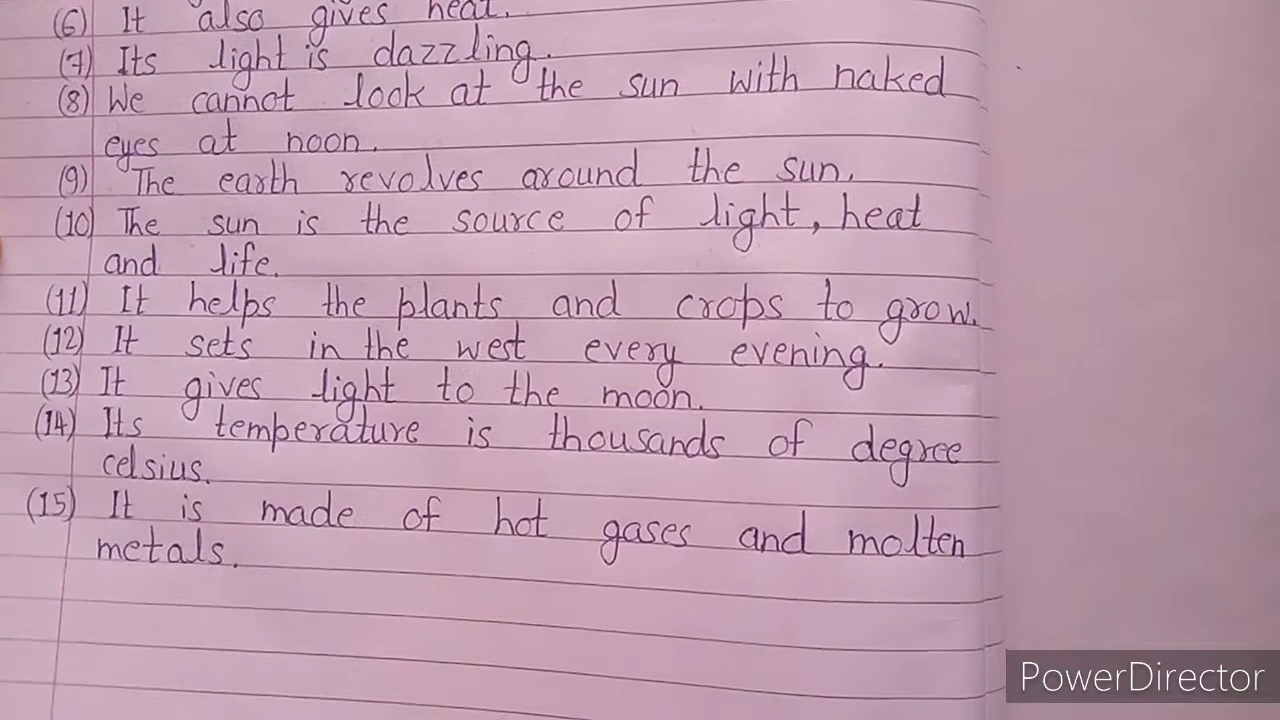 (6) It also gives heat.
(7) Its light is dazzling.
(8) We cannot look at the sun with naked
eyes at noon.
(9) The earth revolves around the sun.
(10) The sun is the source of light, heat
and life.
(11) It helps the plants and crops to grow.
(12) It sets in the west every evening.
(13) It gives light to the moon.
(14) Its temperature is thousands of degree
celsius.
(15) It is made of hot gases and molten
metals.
PowerDirector